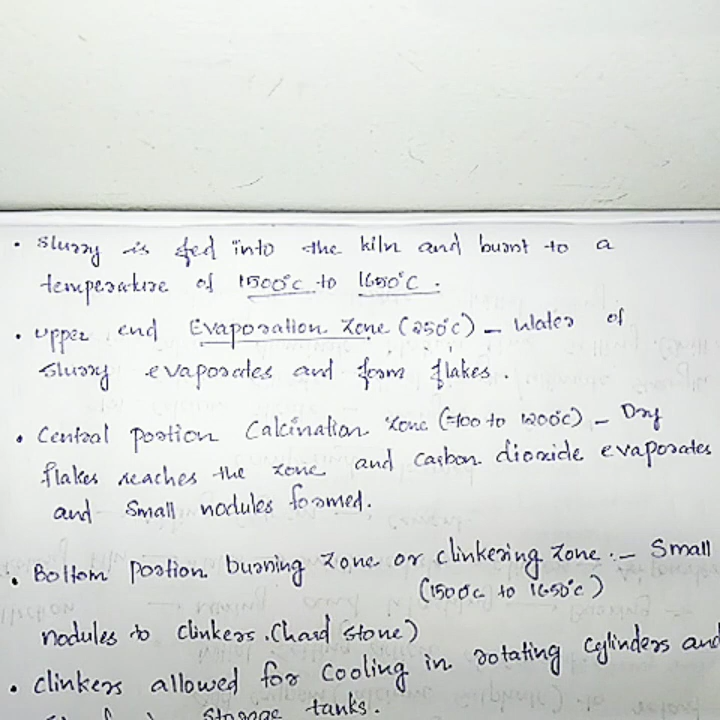 • Slurry is fed into the kiln and burnt to a
temperature of 1500°c to 1650°c.
• upper end Evaporation Zone (250°c) – Water of
slurry evaporates and form flakes.
• Central portion Calcination Zone (700 to 1200°c) – Dry
flakes reaches the zone and carbon dioxide evaporates
and small nodules formed.
• Bottom portion burning zone or clinkering zone :– Small
(1500°c to 1650°c)
nodules to clinkers. (hard stone)
• clinkers allowed for cooling in rotating cylinders and
storage tanks.